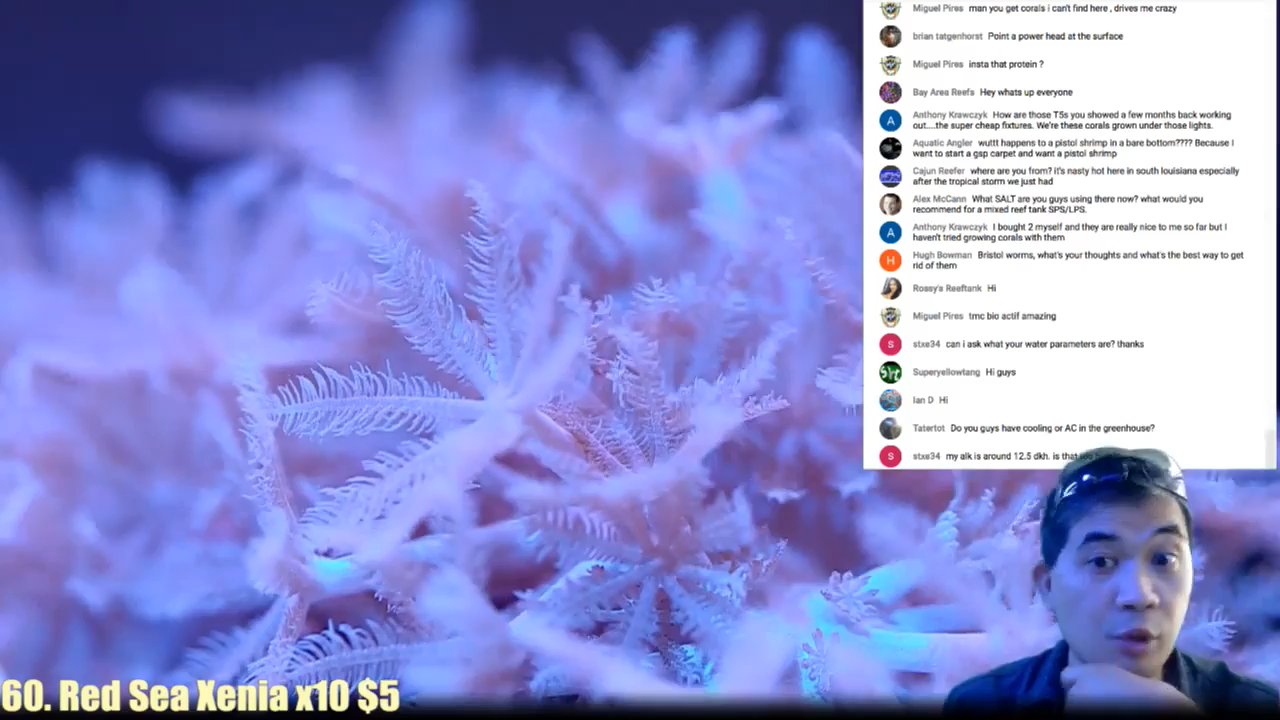 Miguel Pires man you get corals i can't find here , drives me crazy
brian tatgenhorst Point a power head at the surface
Miguel Pires insta that protein ?
Bay Area Reefs Hey whats up everyone
A Anthony Krawczyk How are those T5s you showed a few months back working
out....the super cheap fixtures. We're these corals grown under those lights.
Aquatic Angler wuttt happens to a pistol shrimp in a bare bottom???? Because I
want to start a gsp carpet and want a pistol shrimp
Cajun Reefer where are you from? it's nasty hot here in south louisiana especially
after the tropical storm we just had
Alex McCann What SALT are you guys using there now? what would you
recommend for a mixed reef tank SPS/LPS.
A Anthony Krawczyk I bought 2 myself and they are really nice to me so far but I
haven't tried growing corals with them
H Hugh Bowman Bristol worms, what's your thoughts and what's the best way to get
rid of them
Rossy's Reeftank Hi
Miguel Pires tmc bio actif amazing
S stxe34 can i ask what your water parameters are? thanks
Superyellowtang Hi guys
Ian D Hi
Tatertot Do you guys have cooling or AC in the greenhouse?
S stxe34 my alk is around 12.5 dkh. is that
60. Red Sea Xenia x10 $5